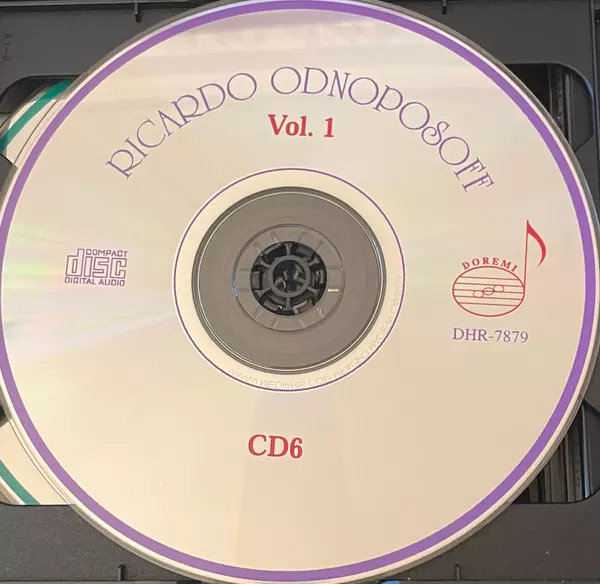 RICARDO ODNOPOSOFF
Vol. 1
COMPACT
disc
DIGITAL AUDIO
DOREMI
DHR-7879
CD6